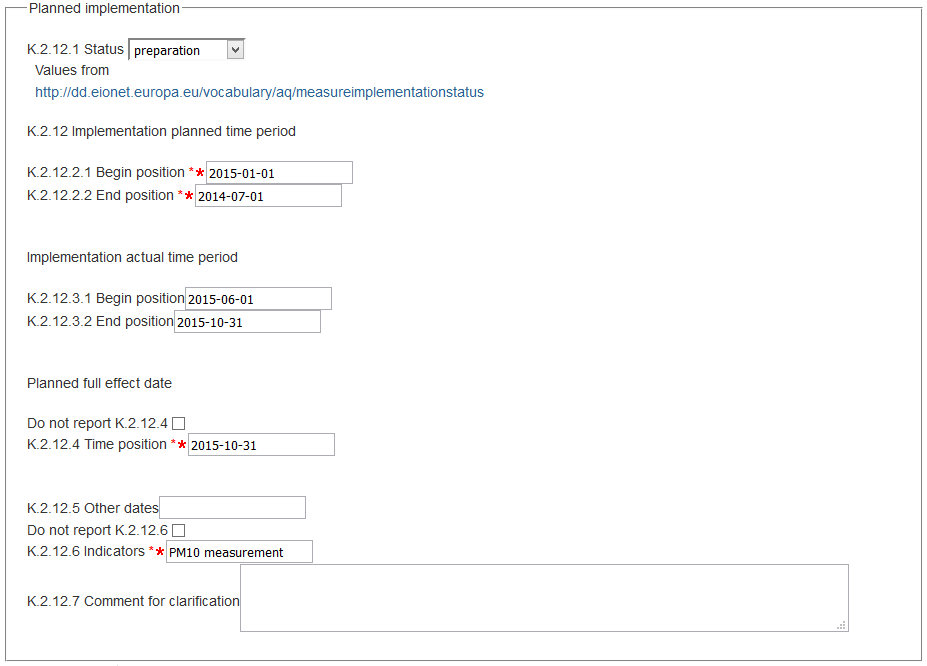 Planned implementation
K.2.12.1 Status preparation
Values from
http://dd.eionet.europa.eu/vocabulary/aq/measureimplementationstatus
K.2.12 Implementation planned time period
K.2.12.2.1 Begin position ** 2015-01-01
K.2.12.2.2 End position ** 2014-07-01
Implementation actual time period
K.2.12.3.1 Begin position 2015-06-01
K.2.12.3.2 End position 2015-10-31
Planned full effect date
Do not report K.2.12.4
K.2.12.4 Time position ** 2015-10-31
K.2.12.5 Other dates
Do not report K.2.12.6
K.2.12.6 Indicators ** PM10 measurement
K.2.12.7 Comment for clarification